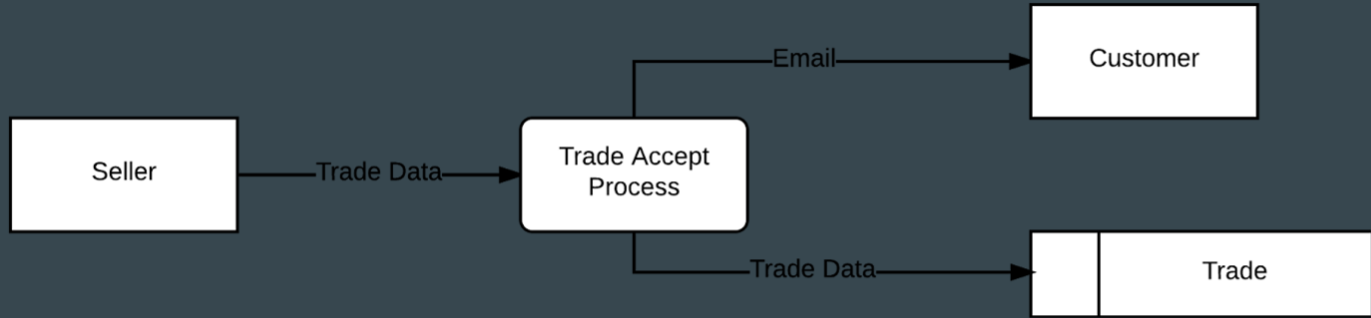 Email
Customer
Seller
Trade Data
Trade Accept
Process
Trade Data
Trade